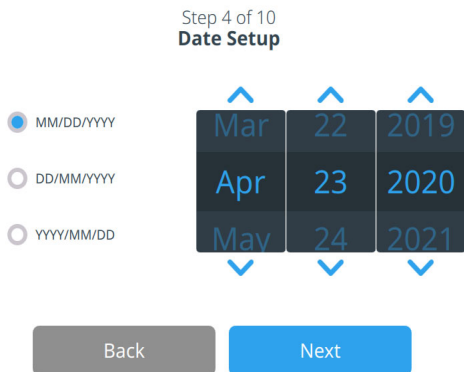 Step 4 of 10
Date Setup
MM/DD/YYYY
DD/MM/YYYY
YYYY/MM/DD
Mar 22 2019
Apr 23 2020
May 24 2021
Back Next